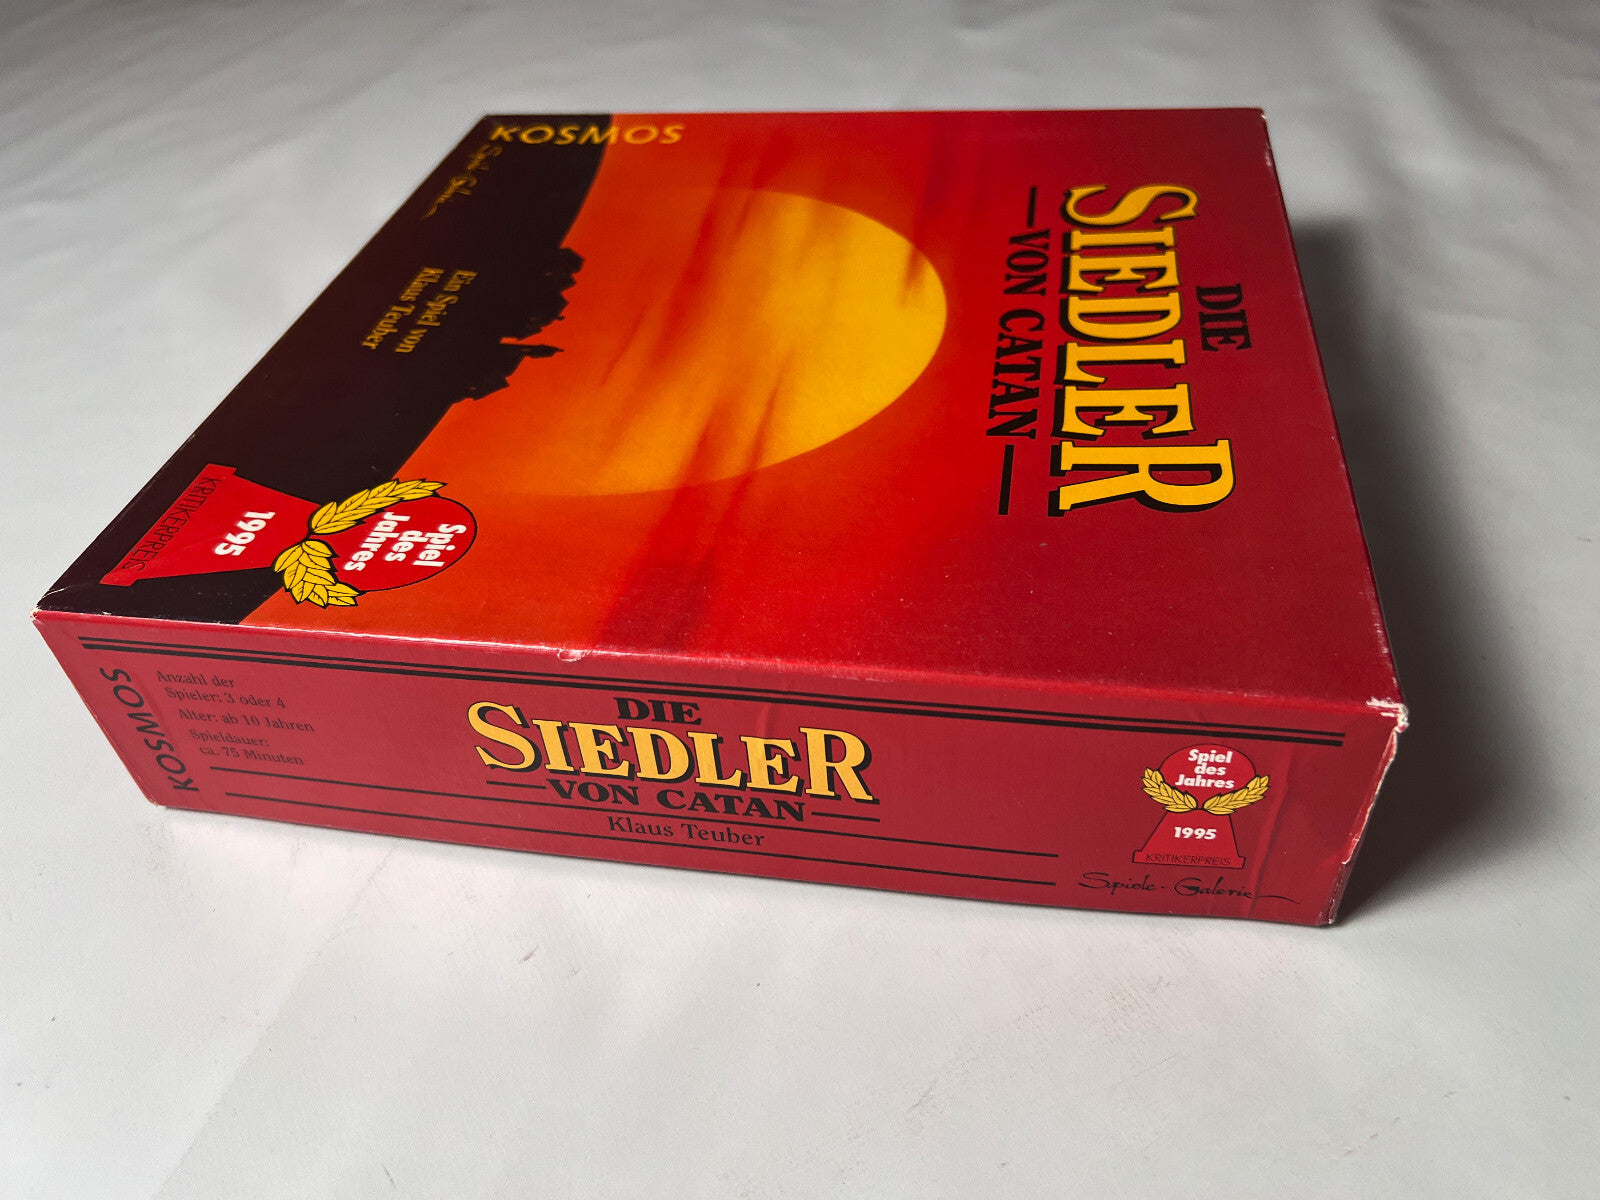 KOSMOS
Spiele-Galerie
DIE
SIEDLER
VON CATAN
Ein Spiel von
Klaus Teuber
Spiel
des
Jahres
1995
KRITIKERPREIS
KOSMOS
Anzahl der
Spieler: 3 oder 4
Alter: ab 10 Jahren
Spieldauer:
ca. 75 Minuten
DIE
SIEDLER
VON CATAN
Klaus Teuber
Spiel
des
Jahres
1995
KRITIKERPREIS
Spiele-Galerie